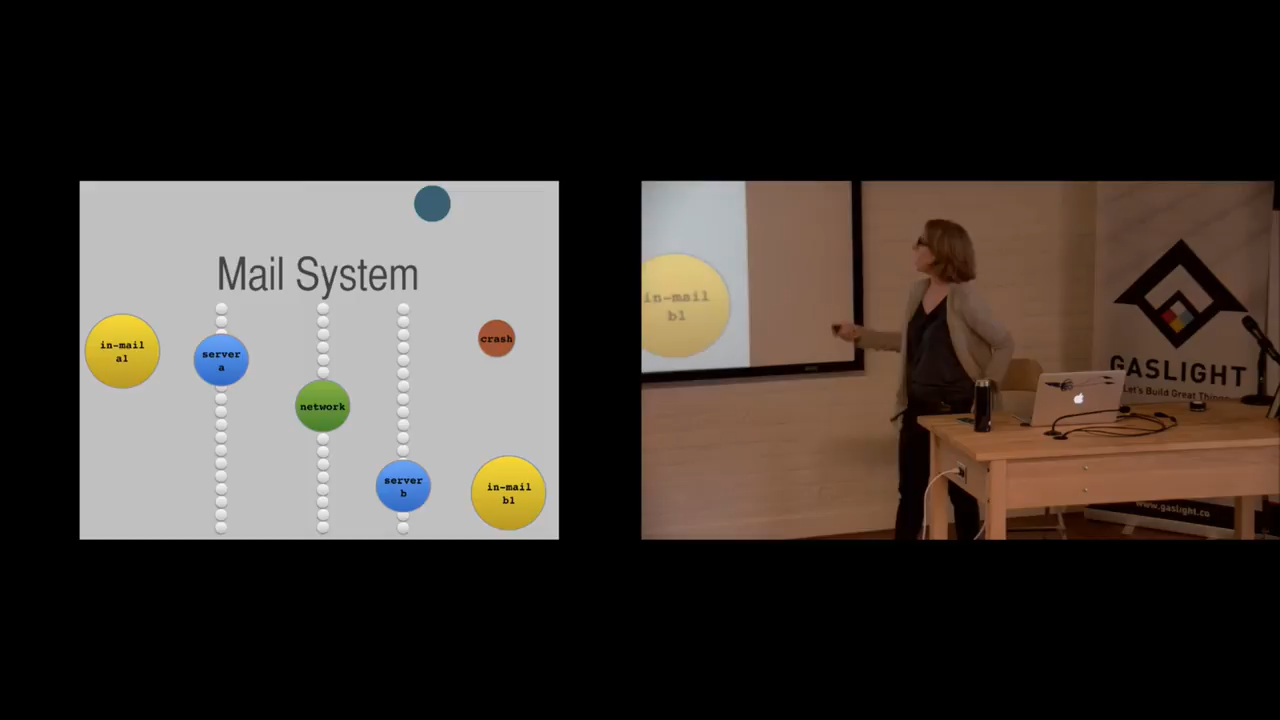 Mail System
in-mail
a1
server
a
crash
network
server
b
in-mail
b1
in-mail
b1
GASLIGHT
Let's Build Great Things
www.gaslight.co